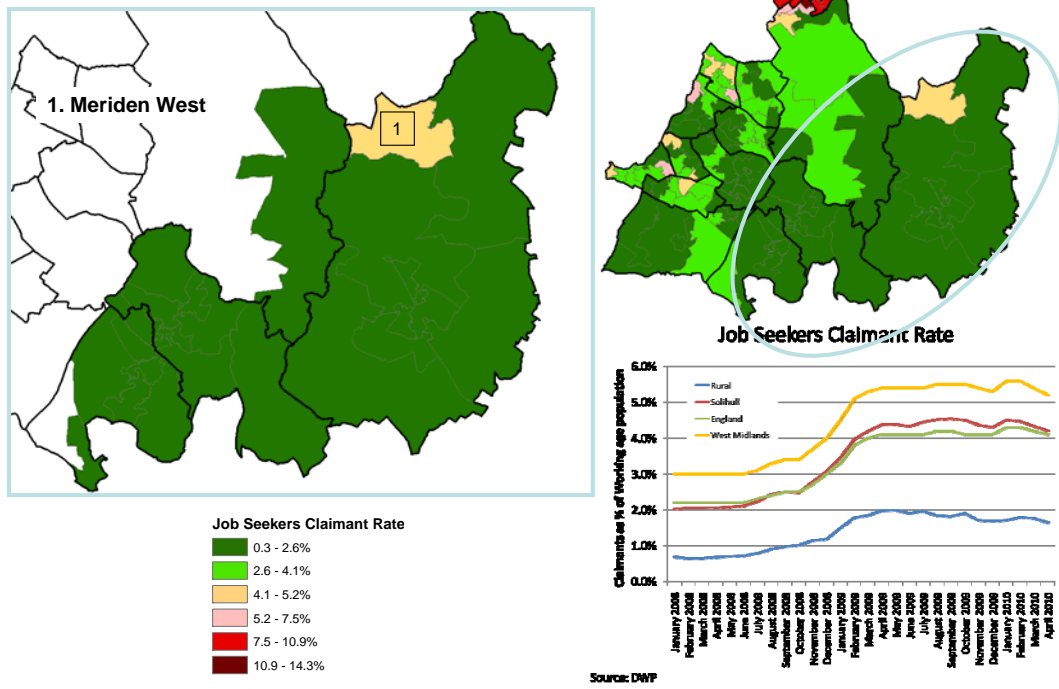 1. Meriden West
1
Job Seekers Claimant Rate
0.3 - 2.6%
2.6 - 4.1%
4.1 - 5.2%
5.2 - 7.5%
7.5 - 10.9%
10.9 - 14.3%
Job Seekers Claimant Rate
Claimants as % of Working age population
6.0%
5.0%
4.0%
3.0%
2.0%
1.0%
0.0%
Rural
Solihull
England
West Midlands
January 2008
February 2008
March 2008
April 2008
May 2008
June 2008
July 2008
August 2008
September 2008
October 2008
November 2008
December 2008
January 2009
February 2009
March 2009
April 2009
May 2009
June 2009
July 2009
August 2009
September 2009
October 2009
November 2009
December 2009
January 2010
February 2010
March 2010
April 2010
Source: DWP